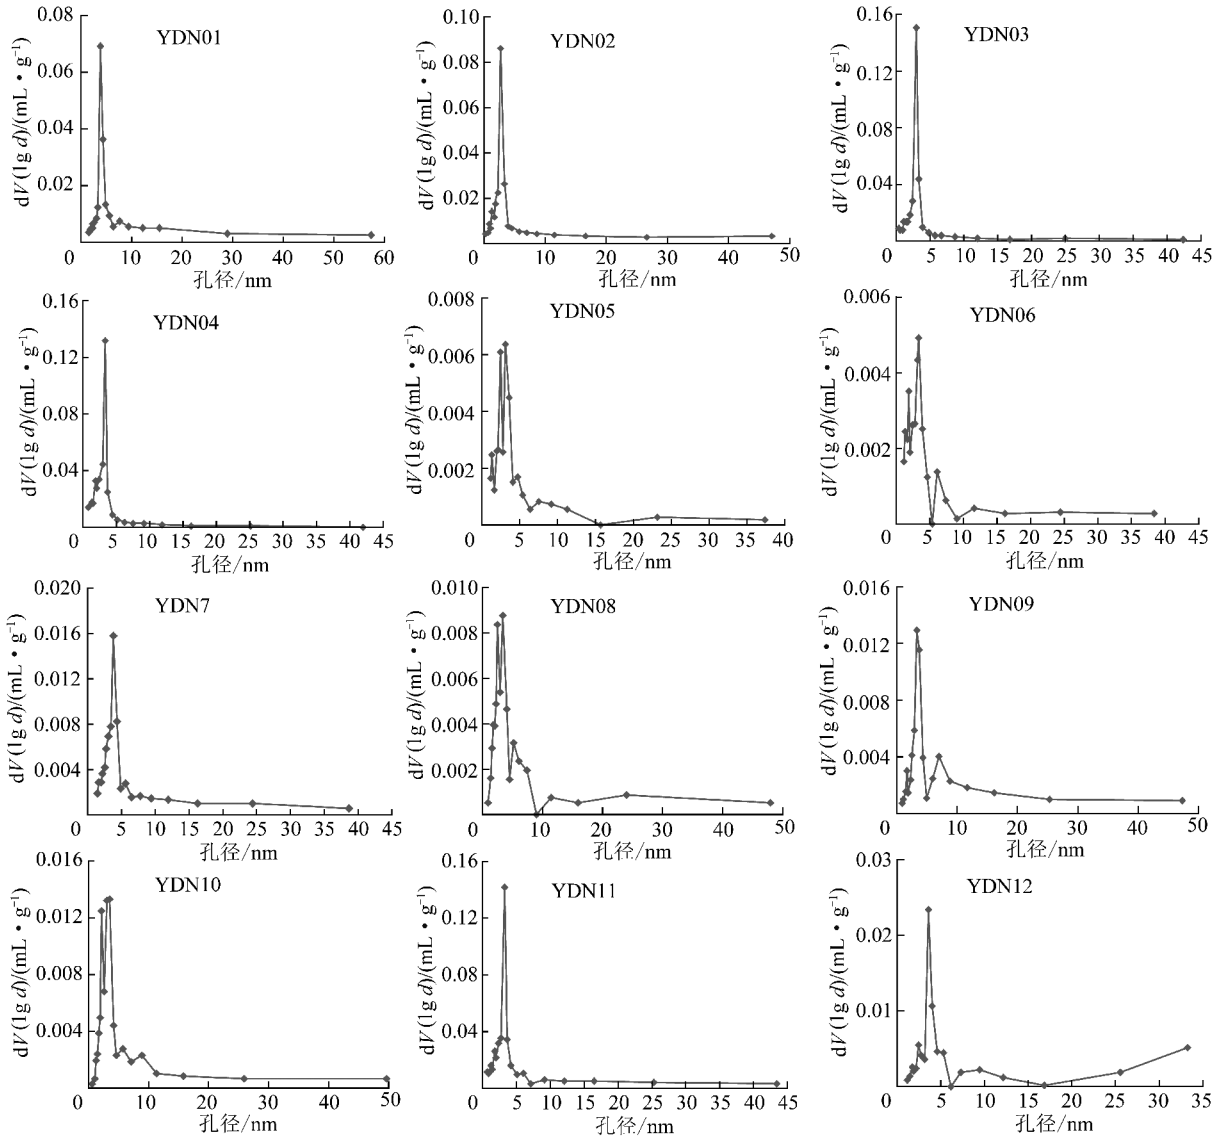 YDN01
dV(lg d)/(mL·g⁻¹)
0.08
0.06
0.04
0.02
0 10 20 30 40 50 60
孔径/nm
YDN02
dV(lg d)/(mL·g⁻¹)
0.10
0.08
0.06
0.04
0.02
0 10 20 30 40 50
孔径/nm
YDN03
dV(lg d)/(mL·g⁻¹)
0.16
0.12
0.08
0.04
0 5 10 15 20 25 30 35 40 45
孔径/nm
YDN04
dV(lg d)/(mL·g⁻¹)
0.16
0.12
0.08
0.04
0 5 10 15 20 25 30 35 40 45
孔径/nm
YDN05
dV(lg d)/(mL·g⁻¹)
0.008
0.006
0.004
0.002
0 5 10 15 20 25 30 35 40
孔径/nm
YDN06
dV(lg d)/(mL·g⁻¹)
0.006
0.004
0.002
0 5 10 15 20 25 30 35 40 45
孔径/nm
YDN7
dV(lg d)/(mL·g⁻¹)
0.020
0.016
0.012
0.008
0.004
0 5 10 15 20 25 30 35 40 45
孔径/nm
YDN08
dV(lg d)/(mL·g⁻¹)
0.010
0.008
0.006
0.004
0.002
0 10 20 30 40 50
孔径/nm
YDN09
dV(lg d)/(mL·g⁻¹)
0.016
0.012
0.008
0.004
0 10 20 30 40 50
孔径/nm
YDN10
dV(lg d)/(mL·g⁻¹)
0.016
0.012
0.008
0.004
0 10 20 30 40 50
孔径/nm
YDN11
dV(lg d)/(mL·g⁻¹)
0.16
0.12
0.08
0.04
0 5 10 15 20 25 30 35 40 45
孔径/nm
YDN12
dV(lg d)/(mL·g⁻¹)
0.03
0.02
0.01
0 5 10 15 20 25 30 35
孔径/nm